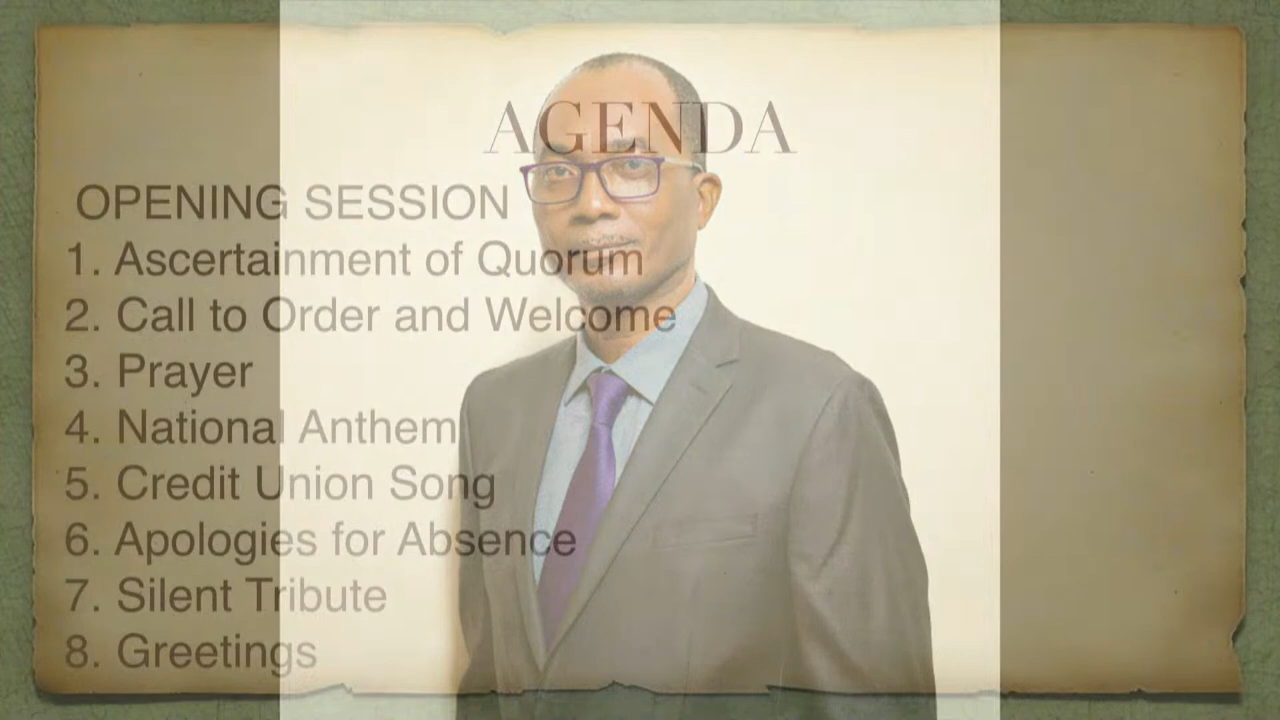 AGENDA
OPENING SESSION
1. Ascertainment of Quorum
2. Call to Order and Welcome
3. Prayer
4. National Anthem
5. Credit Union Song
6. Apologies for Absence
7. Silent Tribute
8. Greetings